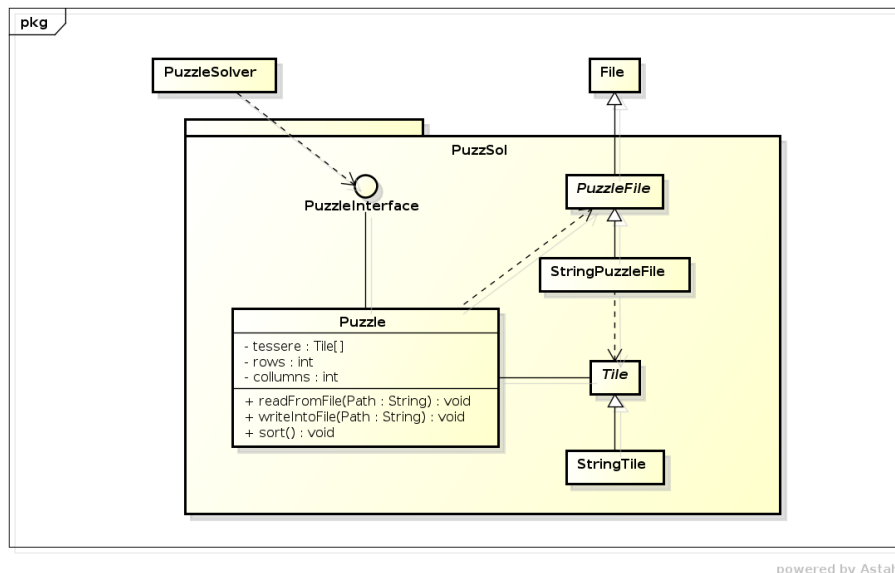 pkg
PuzzleSolver
File
PuzzSol
PuzzleFile
PuzzleInterface
StringPuzzleFile
Puzzle
- tessere : Tile[]
- rows : int
- collumns : int
+ readFromFile(Path : String) : void
+ writeIntoFile(Path : String) : void
+ sort() : void
Tile
StringTile
powered by